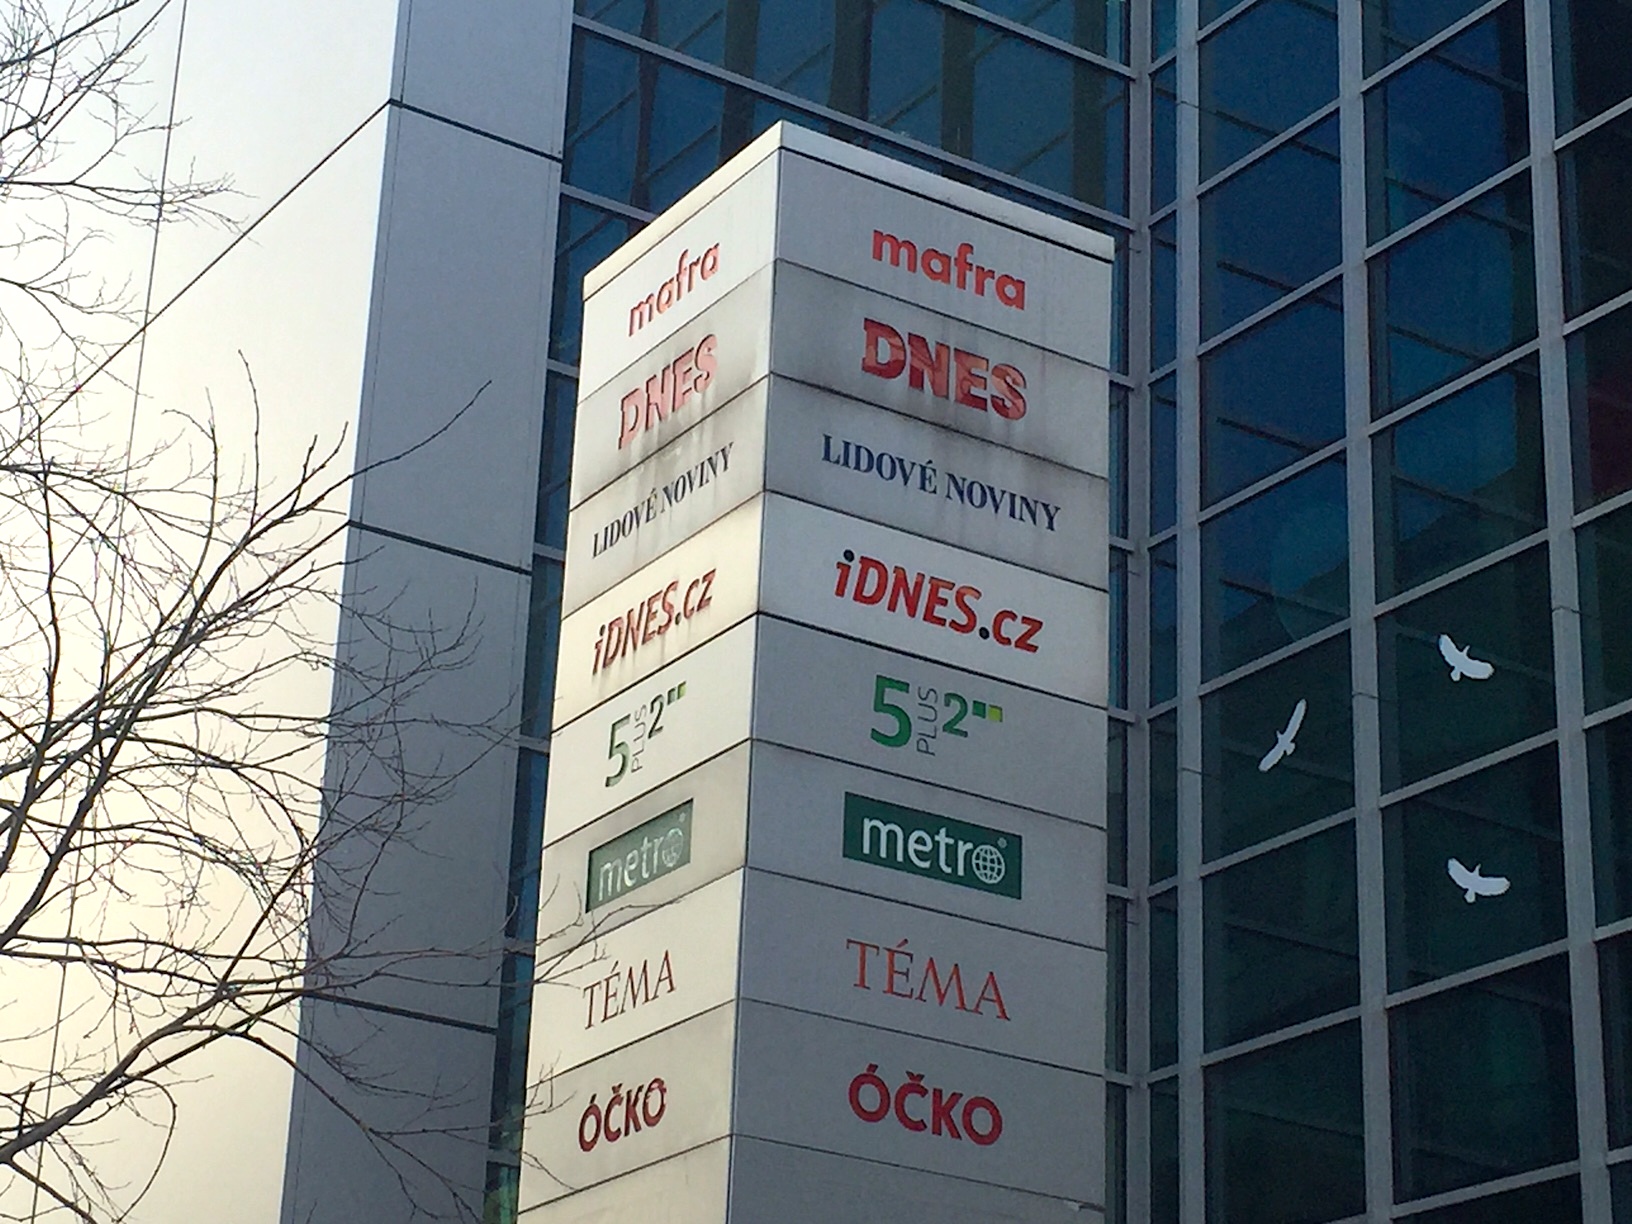 mafra
DNES
LIDOVÉ NOVINY
iDNES.cz
5 PLUS 2
metro
TÉMA
ÓČKO
mafra
DNES
LIDOVÉ NOVINY
iDNES.cz
5 PLUS 2
metro
TÉMA
ÓČKO